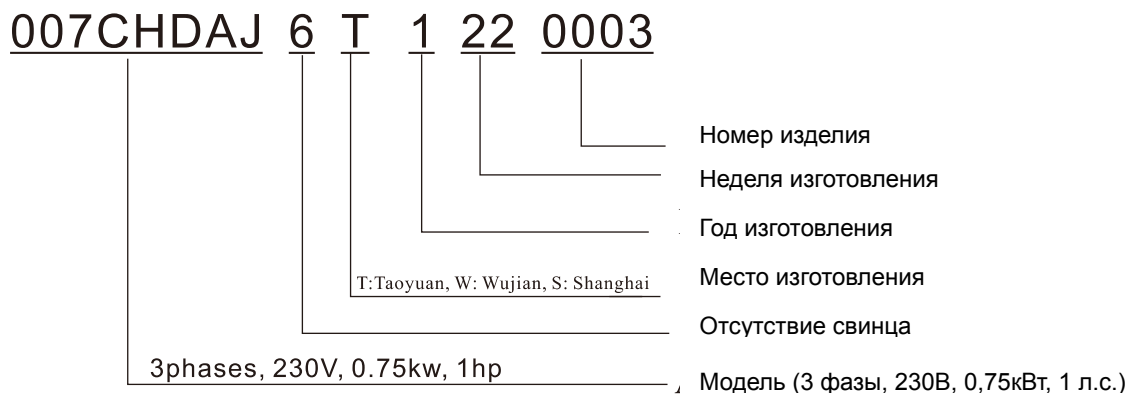 007CHDAJ 6 T 1 22 0003
Номер изделия
Неделя изготовления
Год изготовления
T:Taoyuan, W: Wujian, S: Shanghai Место изготовления
Отсутствие свинца
3phases, 230V, 0.75kw, 1hp
Модель (3 фазы, 230В, 0,75кВт, 1 л.с.)